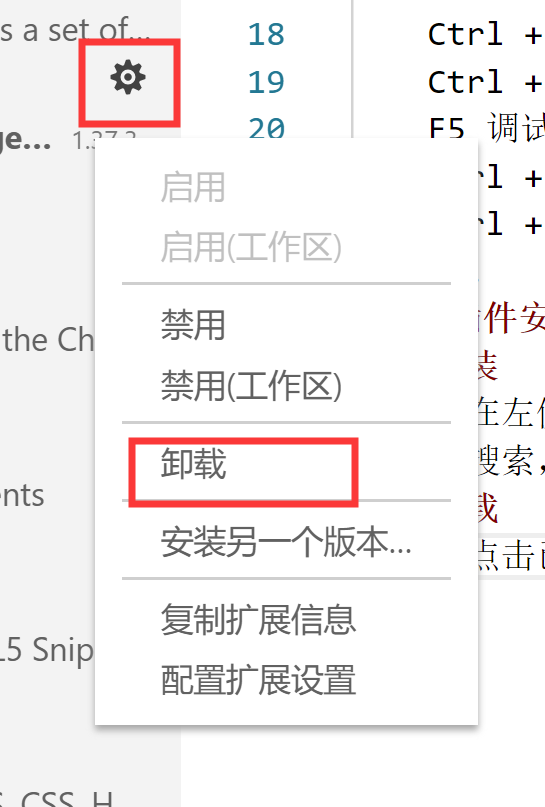 s a set of...
18 Ctrl +
19 Ctrl +
20 F5 调试
ge... 1.37.3
rl +
rl +
启用
启用(工作区)
禁用
禁用(工作区)
卸载
安装另一个版本...
复制扩展信息
配置扩展设置
the Ch
ents
L5 Snip
S, CSS, H
件安
装
在左
搜索，
载
点击